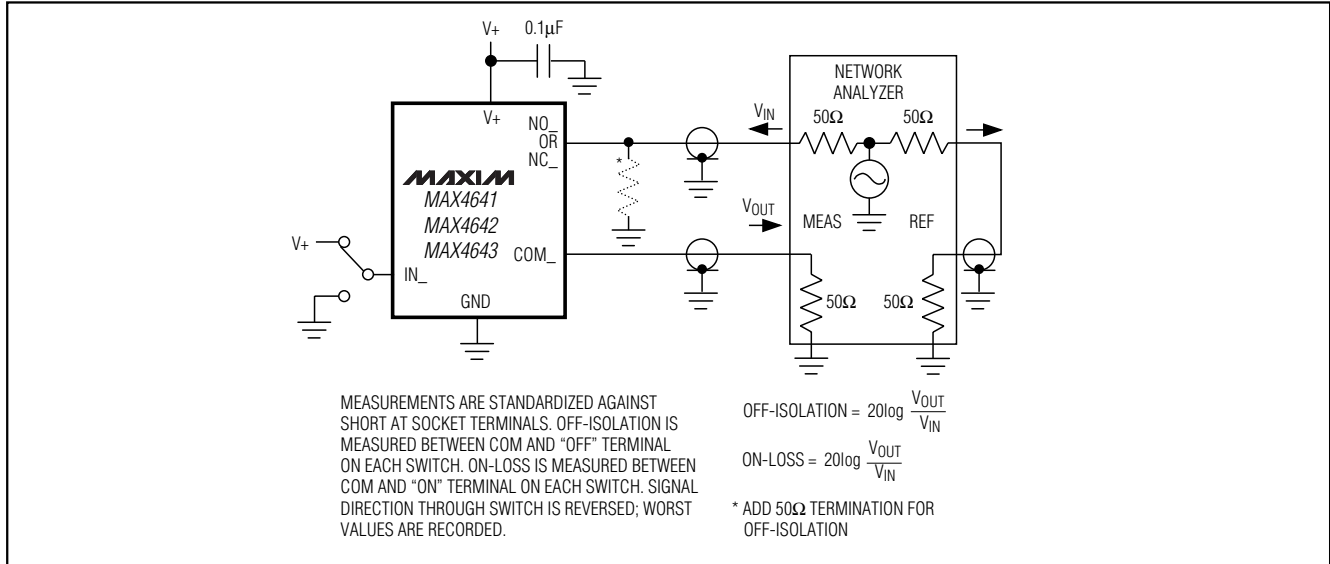 V+
0.1µF
V+
NO_
OR
NC_
MAXIM
MAX4641
MAX4642
MAX4643
COM_
V+
IN_
GND
*
VIN
VOUT
NETWORK
ANALYZER
50Ω
50Ω
MEAS
REF
50Ω
50Ω
MEASUREMENTS ARE STANDARDIZED AGAINST
SHORT AT SOCKET TERMINALS. OFF-ISOLATION IS
MEASURED BETWEEN COM AND “OFF” TERMINAL
ON EACH SWITCH. ON-LOSS IS MEASURED BETWEEN
COM AND “ON” TERMINAL ON EACH SWITCH. SIGNAL
DIRECTION THROUGH SWITCH IS REVERSED; WORST
VALUES ARE RECORDED.
OFF-ISOLATION = 20log VOUT
VIN
ON-LOSS = 20log VOUT
VIN
* ADD 50Ω TERMINATION FOR
OFF-ISOLATION